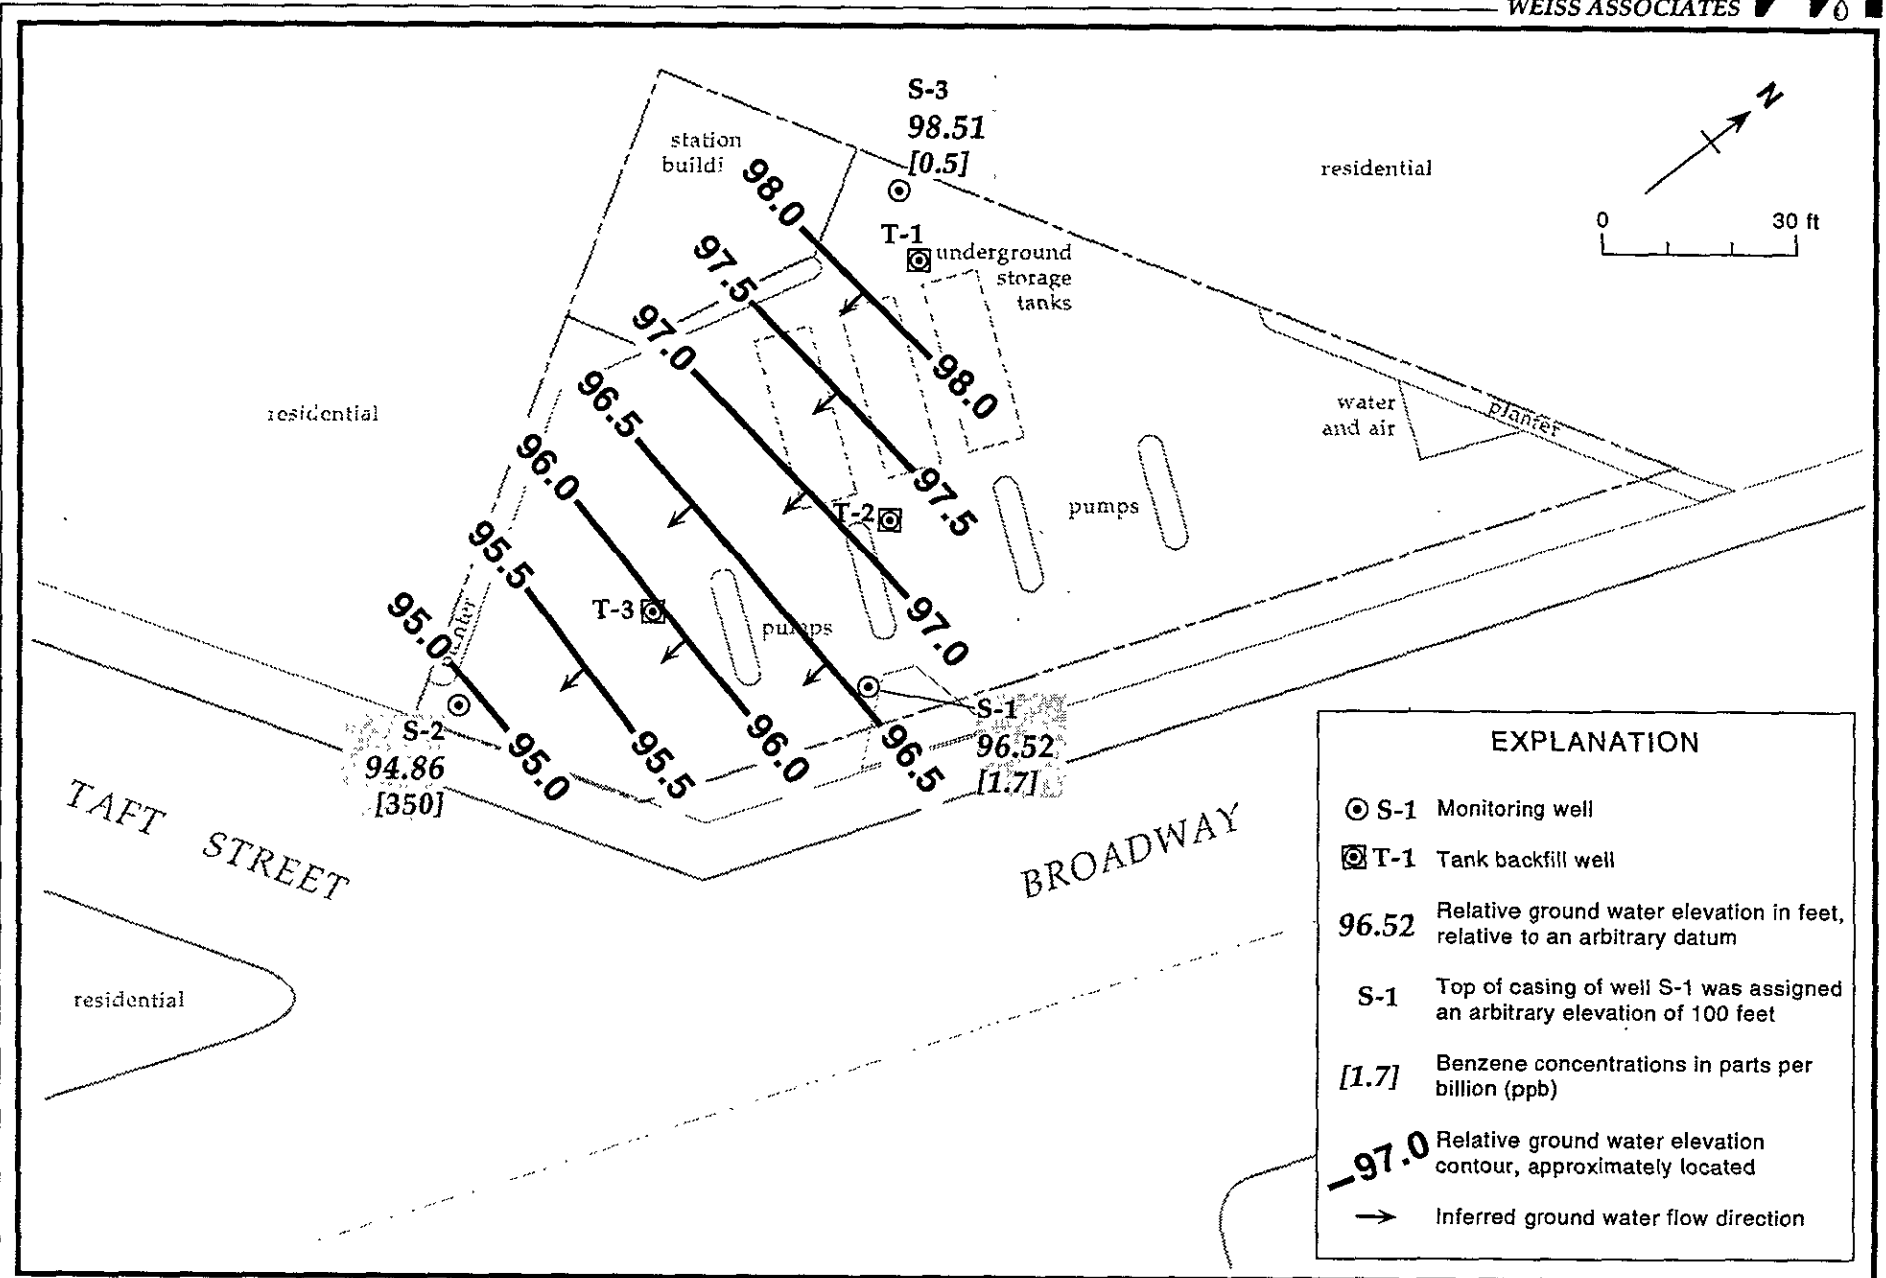 WEISS ASSOCIATES
N
0 30 ft
S-3
98.51
[0.5]
station
buildi
residential
T-1
underground
storage
tanks
98.0
98.0
97.5
97.5
97.0
97.0
96.5
96.5
96.0
96.0
95.5
95.5
95.0
95.0
residential
water
and air
planter
pumps
T-2
T-3
pumps
S-1
96.52
[1.7]
S-2
94.86
[350]
TAFT STREET
BROADWAY
residential
EXPLANATION
S-1 Monitoring well
T-1 Tank backfill well
96.52 Relative ground water elevation in feet,
relative to an arbitrary datum
S-1 Top of casing of well S-1 was assigned
an arbitrary elevation of 100 feet
[1.7] Benzene concentrations in parts per
billion (ppb)
97.0 Relative ground water elevation
contour, approximately located
Inferred ground water flow direction